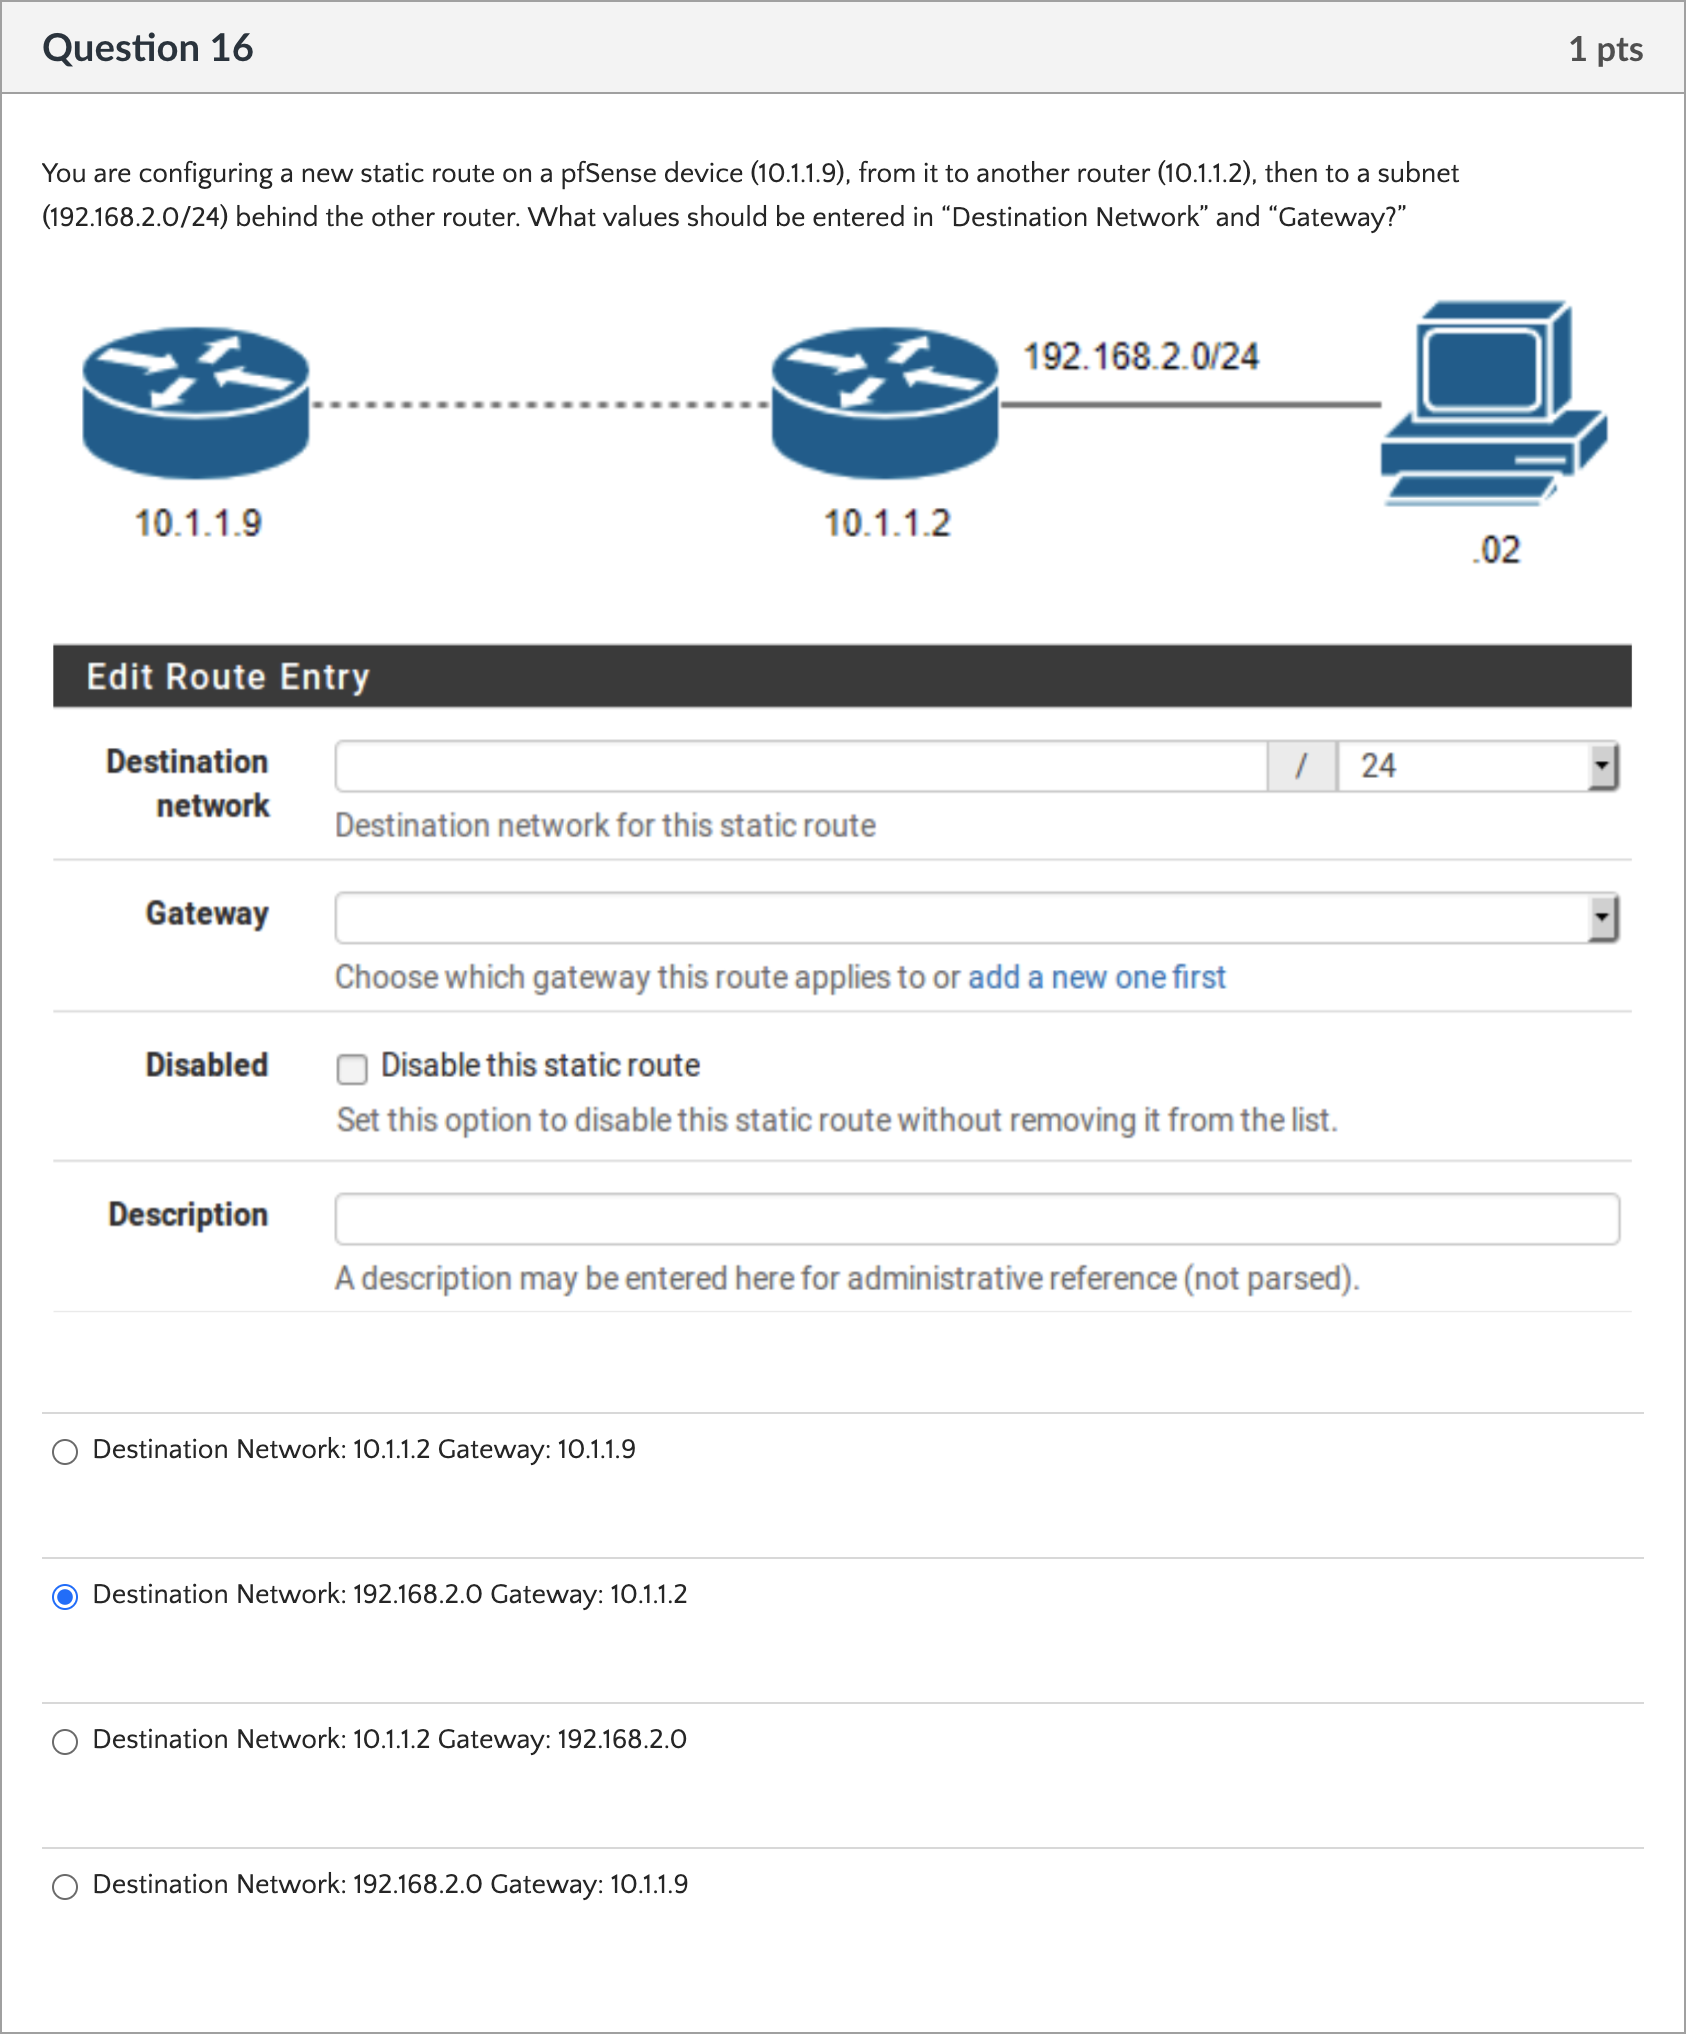 Question 16
1 pts
You are configuring a new static route on a pfSense device (10.1.1.9), from it to another router (10.1.1.2), then to a subnet
(192.168.2.0/24) behind the other router. What values should be entered in “Destination Network” and “Gateway?”
192.168.2.0/24
10.1.1.9
10.1.1.2
.02
Edit Route Entry
Destination network
/ 24
Destination network for this static route
Gateway
Choose which gateway this route applies to or add a new one first
Disabled
Disable this static route
Set this option to disable this static route without removing it from the list.
Description
A description may be entered here for administrative reference (not parsed).
Destination Network: 10.1.1.2 Gateway: 10.1.1.9
Destination Network: 192.168.2.0 Gateway: 10.1.1.2
Destination Network: 10.1.1.2 Gateway: 192.168.2.0
Destination Network: 192.168.2.0 Gateway: 10.1.1.9